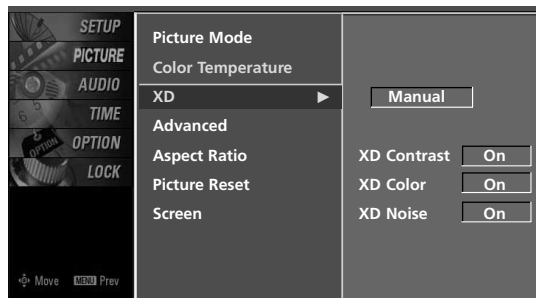 SETUP
PICTURE
AUDIO
TIME
OPTION
LOCK
Move MENU Prev
Picture Mode
Color Temperature
XD ►
Advanced
Aspect Ratio
Picture Reset
Screen
Manual
XD Contrast On
XD Color On
XD Noise On